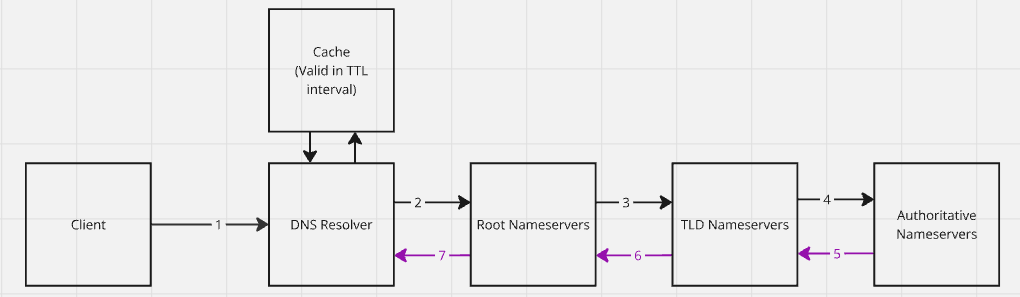 Cache
(Valid in TTL
interval)
Client
1
DNS Resolver
2
Root Nameservers
3
TLD Nameservers
4
Authoritative
Nameservers
7
6
5